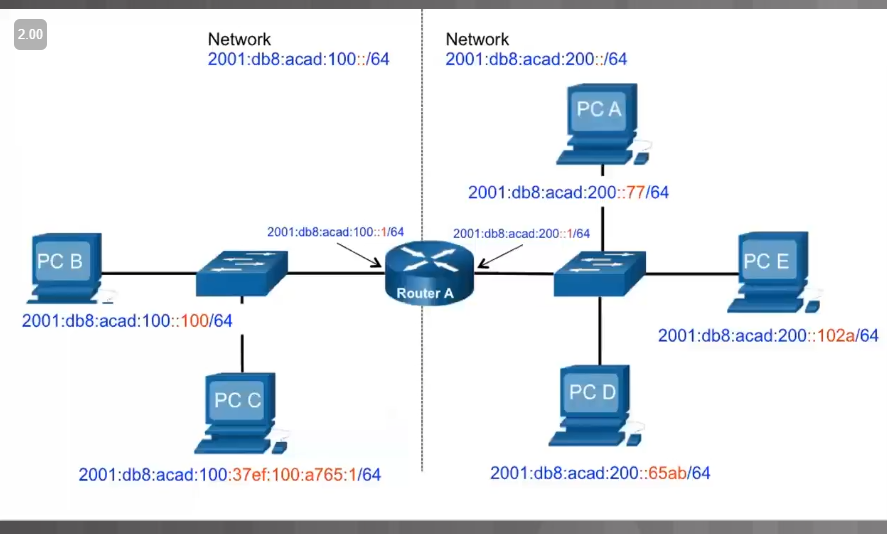 2.00
Network
2001:db8:acad:100::/64
Network
2001:db8:acad:200::/64
PC A
2001:db8:acad:200::77/64
2001:db8:acad:100::1/64
2001:db8:acad:200::1/64
PC B
Router A
PC E
2001:db8:acad:100::100/64
2001:db8:acad:200::102a/64
PC C
PC D
2001:db8:acad:100:37ef:100:a765:1/64
2001:db8:acad:200::65ab/64